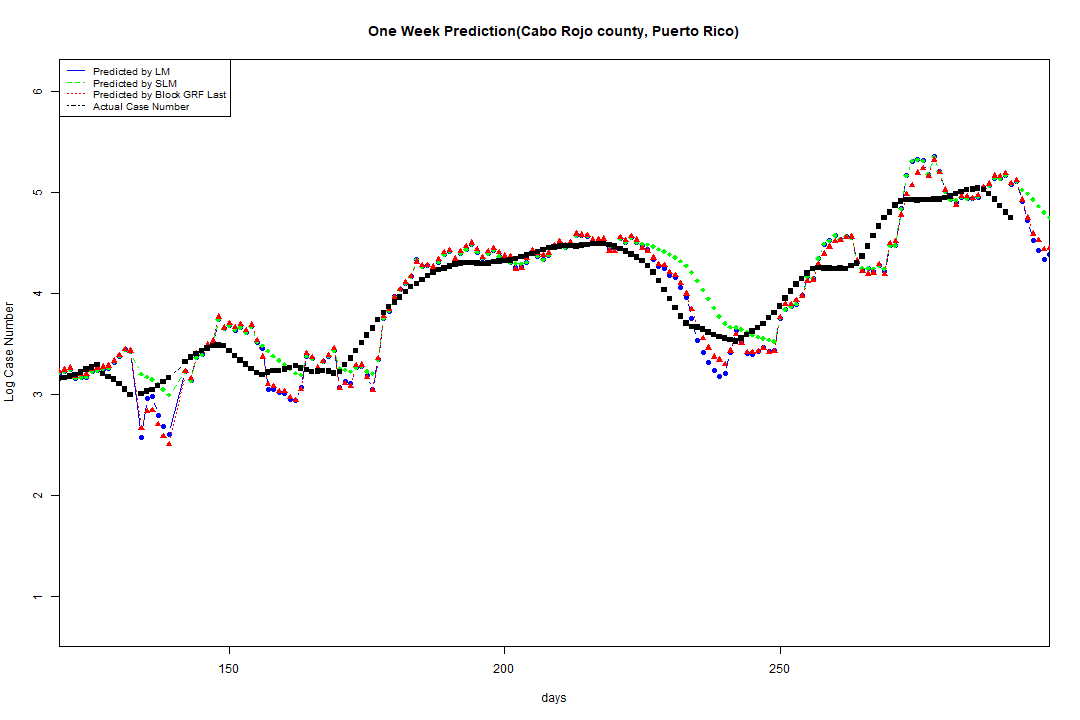 One Week Prediction(Cabo Rojo county, Puerto Rico)
Predicted by LM
Predicted by SLM
Predicted by Block GRF Last
Actual Case Number
6
5
4
3
2
1
Log Case Number
150
200
250
days